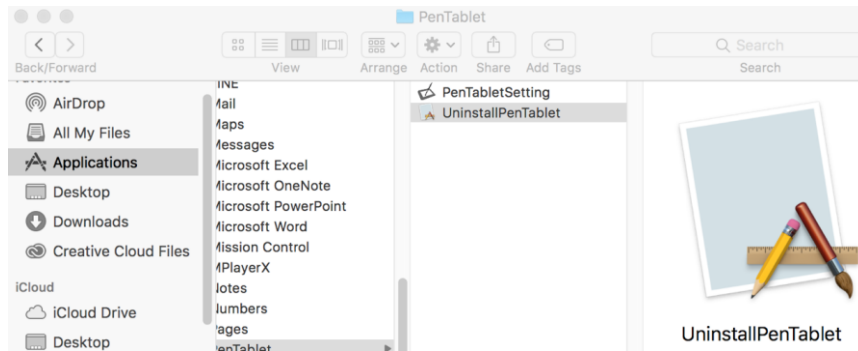 PenTablet
Back/Forward
View
Arrange
Action
Share
Add Tags
Search
Search
AirDrop
All My Files
Applications
Desktop
Downloads
Creative Cloud Files
iCloud
iCloud Drive
Desktop
Mail
Maps
Messages
Microsoft Excel
Microsoft OneNote
Microsoft PowerPoint
Microsoft Word
Mission Control
MPlayerX
Notes
Numbers
Pages
PenTablet
PenTabletSetting
UninstallPenTablet
UninstallPenTablet